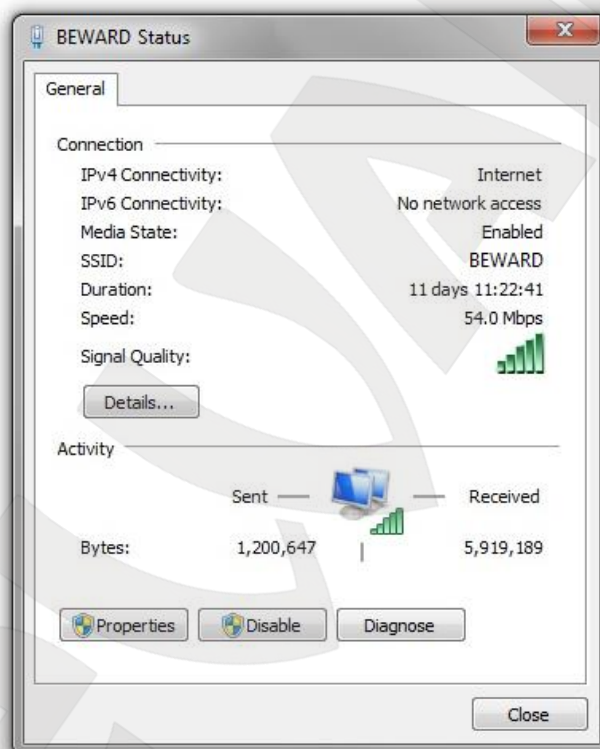 BEWARD Status
General
Connection
IPv4 Connectivity: Internet
IPv6 Connectivity: No network access
Media State: Enabled
SSID: BEWARD
Duration: 11 days 11:22:41
Speed: 54.0 Mbps
Signal Quality:
Details...
Activity
Sent Received
Bytes: 1,200,647 5,919,189
Properties Disable Diagnose
Close